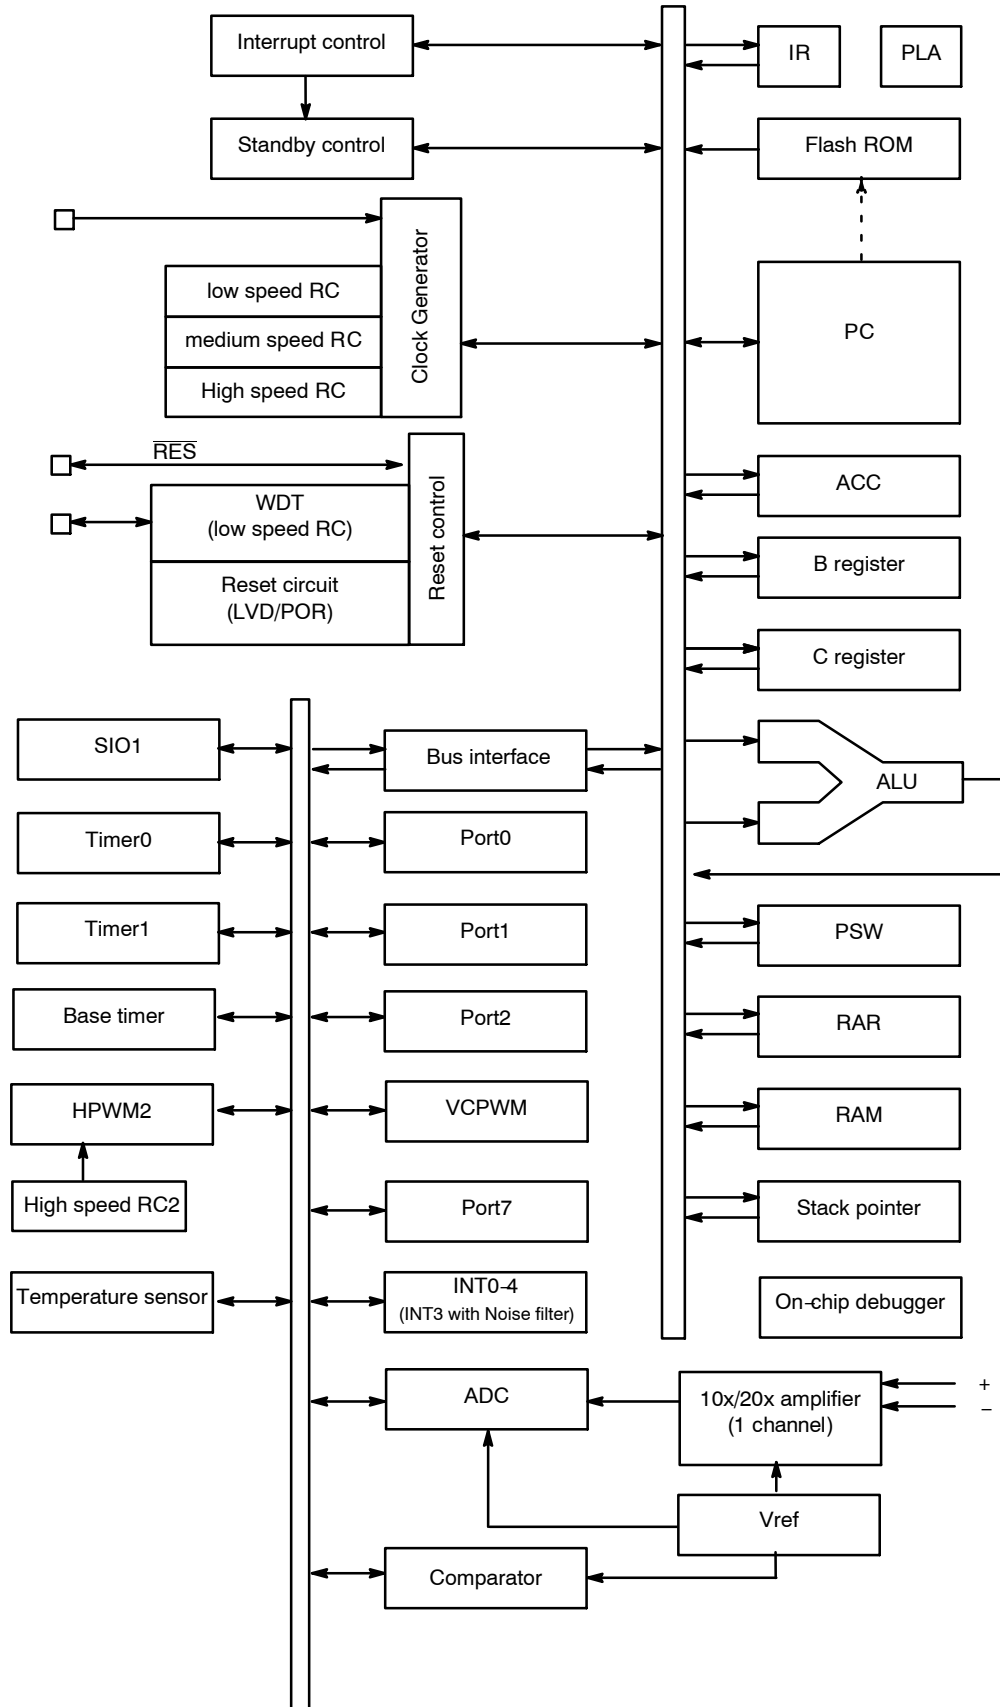 Interrupt control
IR
PLA
Standby control
Flash ROM
Clock Generator
low speed RC
medium speed RC
High speed RC
PC
RES
WDT
(low speed RC)
Reset circuit
(LVD/POR)
Reset control
ACC
B register
C register
SIO1
Bus interface
ALU
Timer0
Port0
Timer1
Port1
PSW
Base timer
Port2
RAR
HPWM2
VCPWM
RAM
High speed RC2
Port7
Stack pointer
Temperature sensor
INT0-4
(INT3 with Noise filter)
On-chip debugger
ADC
10x/20x amplifier
(1 channel)
+
−
Vref
Comparator